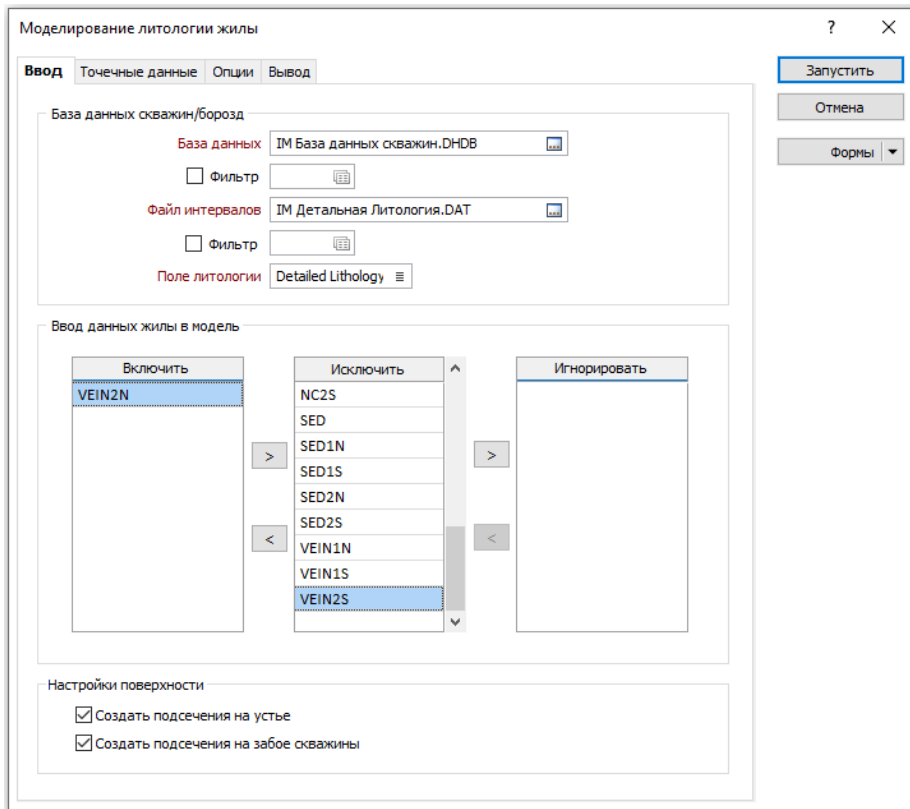 Моделирование литологии жилы
?
Ввод Точечные данные Опции Вывод
Запустить
Отмена
Формы
База данных скважин/борозд
База данных IM База данных скважин.DHDB
Фильтр
Файл интервалов IM Детальная Литология.DAT
Фильтр
Поле литологии Detailed Lithology
Ввод данных жилы в модель
Включить Исключить Игнорировать
VEIN2N NC2S
SED
SED1N
> SED1S >
SED2N
< SED2S <
VEIN1N
VEIN1S
VEIN2S
Настройки поверхности
Создать подсечения на устье
Создать подсечения на забое скважины